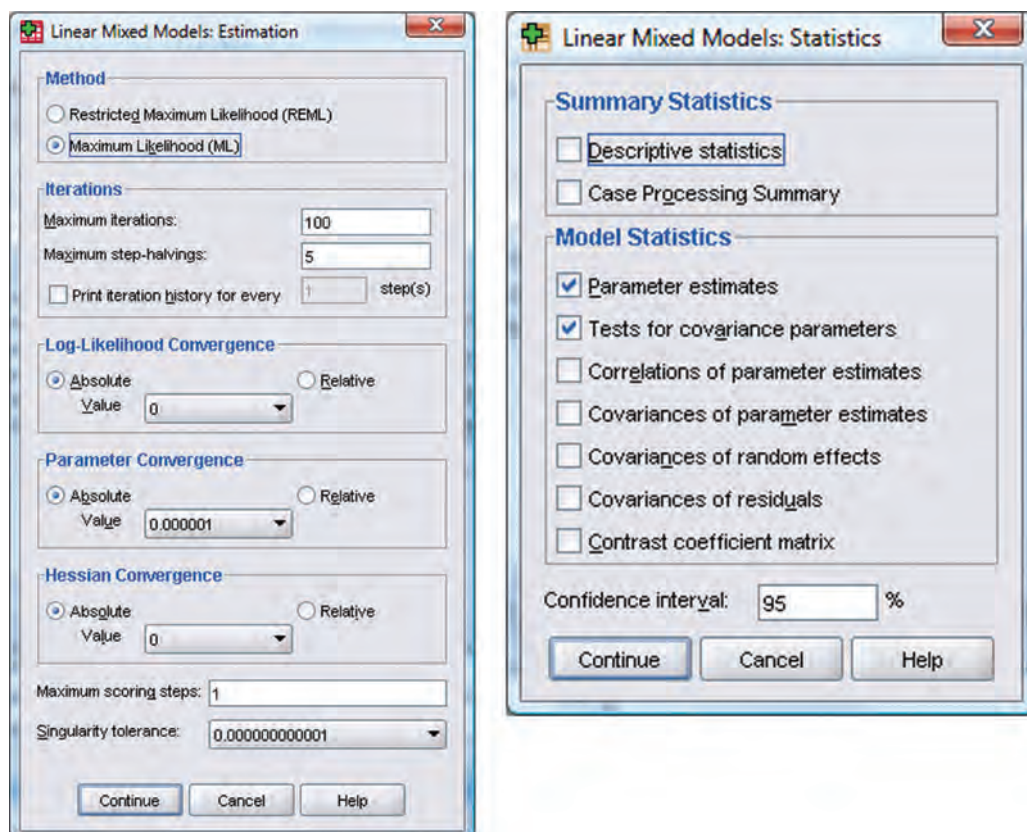 Linear Mixed Models: Estimation
Method
Restricted Maximum Likelihood (REML)
Maximum Likelihood (ML)
Iterations
Maximum iterations: 100
Maximum step-halvings: 5
Print iteration history for every 1 step(s)
Log-Likelihood Convergence
Absolute Relative
Value 0
Parameter Convergence
Absolute Relative
Value 0.000001
Hessian Convergence
Absolute Relative
Value 0
Maximum scoring steps: 1
Singularity tolerance: 0.000000000001
Continue Cancel Help
Linear Mixed Models: Statistics
Summary Statistics
Descriptive statistics
Case Processing Summary
Model Statistics
Parameter estimates
Tests for covariance parameters
Correlations of parameter estimates
Covariances of parameter estimates
Covariances of random effects
Covariances of residuals
Contrast coefficient matrix
Confidence interval: 95 %
Continue Cancel Help